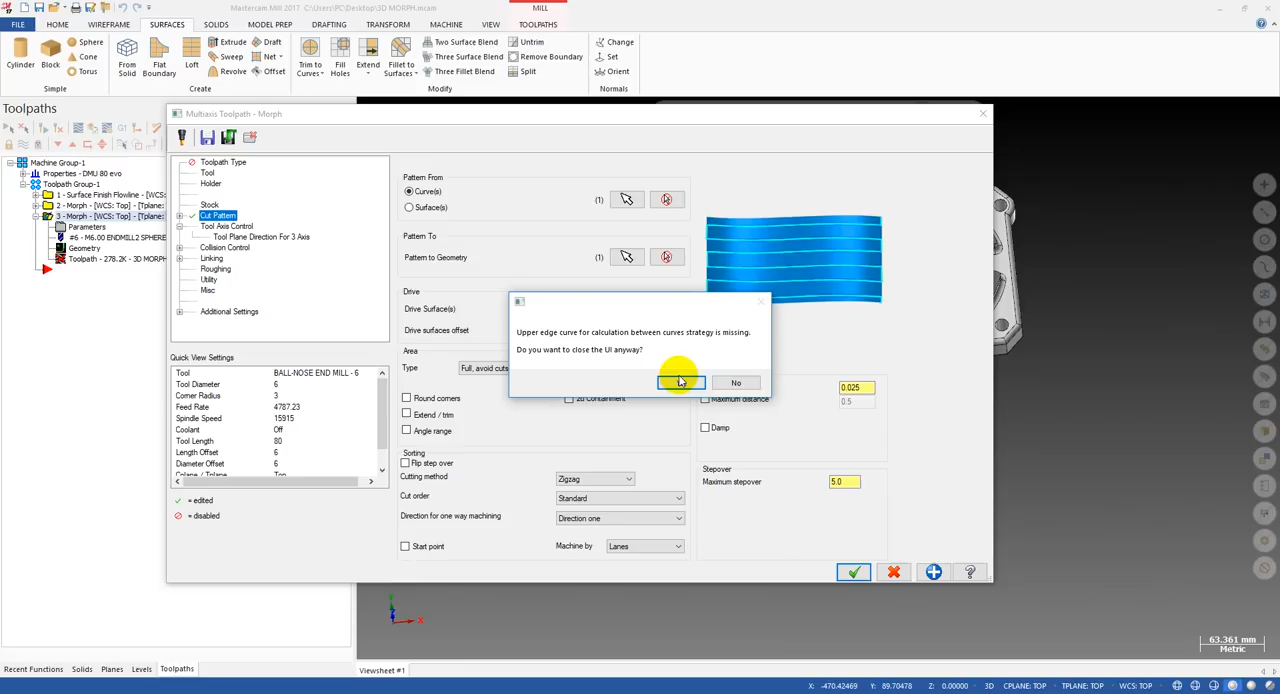 Mastercam Mill 2017 C:\Users\PC\Desktop\3D MORPH.mcam
MILL
FILE HOME WIREFRAME SURFACES SOLIDS MODEL PREP DRAFTING TRANSFORM MACHINE VIEW TOOLPATHS
Cylinder Block Sphere Cone Torus
Simple
From Solid Flat Boundary Loft Extrude Sweep Revolve Draft Net Offset
Create
Trim to Curves Fill Holes Extend Fillet to Surfaces Two Surface Blend Three Surface Blend Three Fillet Blend Untrim Remove Boundary Split
Modify
Change Set Orient
Normals
Toolpaths
Machine Group-1
Properties - DMU 80 evo
Toolpath Group-1
1 - Surface Finish Flowline - [WCS:
2 - Morph - [WCS: Top] - [Tplane:
3 - Morph - [WCS: Top] - [Tplane:
Parameters
#6 - M6.00 ENDMILL2 SPHERE
Geometry
Toolpath - 278.2K - 3D MORPH
Multiaxis Toolpath - Morph
Toolpath Type
Tool
Holder
Stock
Cut Pattern
Tool Axis Control
Tool Plane Direction For 3 Axis
Collision Control
Linking
Roughing
Utility
Misc
Additional Settings
Quick View Settings
Tool BALL-NOSE END MILL - 6
Tool Diameter 6
Corner Radius 3
Feed Rate 4787.23
Spindle Speed 15915
Coolant Off
Tool Length 80
Length Offset 6
Diameter Offset 6
Cplane / Tplane Top
= edited
= disabled
Pattern From
Curve(s) (1)
Surface(s)
Pattern To
Pattern to Geometry (1)
Drive
Drive Surface(s)
Drive surfaces offset
Area
Type Full, avoid cuts
Round corners 2d Containment
Extend / trim
Angle range
Sorting
Flip step over
Cutting method Zigzag
Cut order Standard
Direction for one way machining Direction one
Start point Machine by Lanes
0.025
Maximum distance 0.5
Damp
Stepover
Maximum stepover 5.0
Upper edge curve for calculation between curves strategy is missing.
Do you want to close the UI anyway?
No
63.361 mm
Metric
Recent Functions Solids Planes Levels Toolpaths
Viewsheet #1
X: -470.42469 Y: 89.70478 Z: 0.00000 3D CPLANE: TOP TPLANE: TOP WCS: TOP